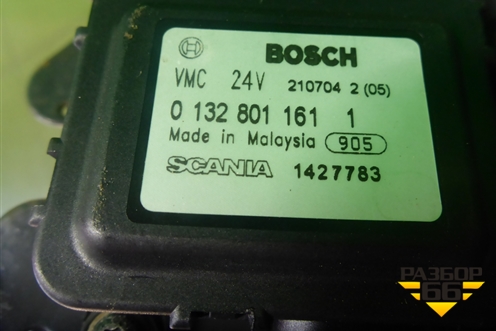 BOSCH
VMC 24V 210704 2 (05)
0 132 801 161 1
Made in Malaysia 905
SCANIA 1427783
РАЗБОР
66